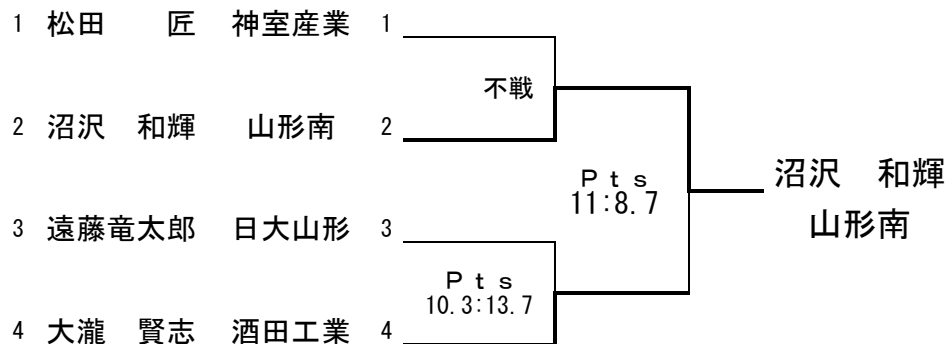 1 松田　匠 神室産業 1
不戦
2 沼沢　和輝 山形南 2
Ｐｔｓ
11:8.7
沼沢　和輝
山形南
3 遠藤竜太郎 日大山形 3
Ｐｔｓ
10.3:13.7
4 大瀧　賢志 酒田工業 4